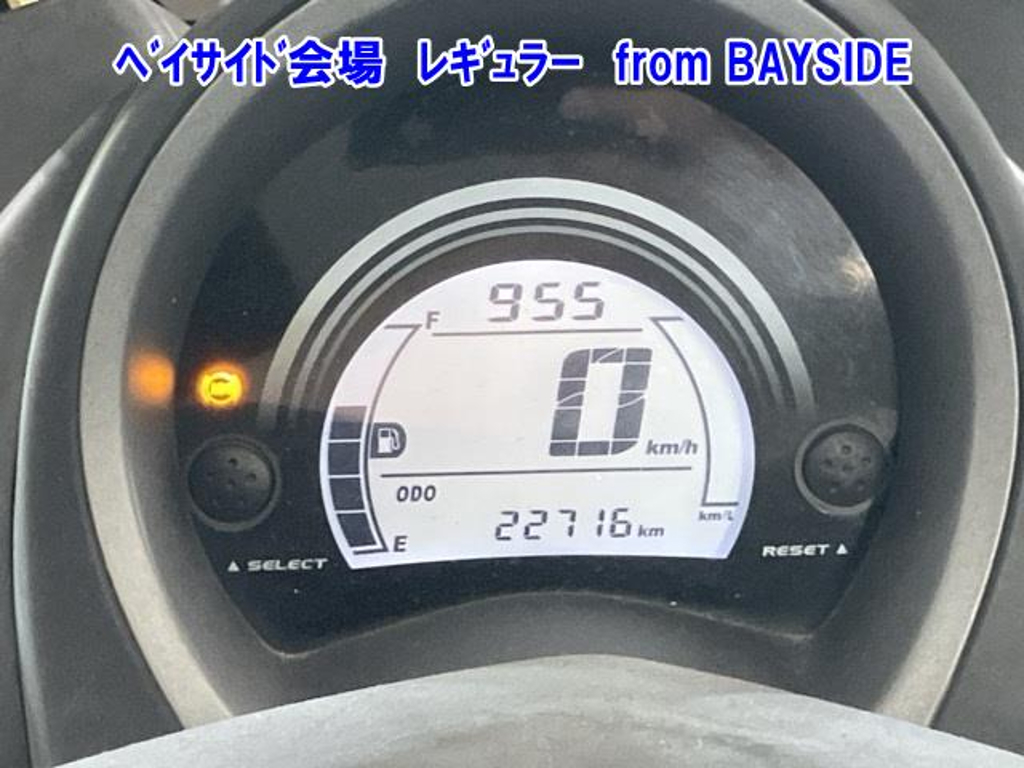 ﾍﾞｲｻｲﾄﾞ会場　ﾚｷﾞｭﾗｰ　from BAYSIDE
955
F
0 km/h
ODO
22716 km
km/L
E
▲ SELECT
RESET ▲